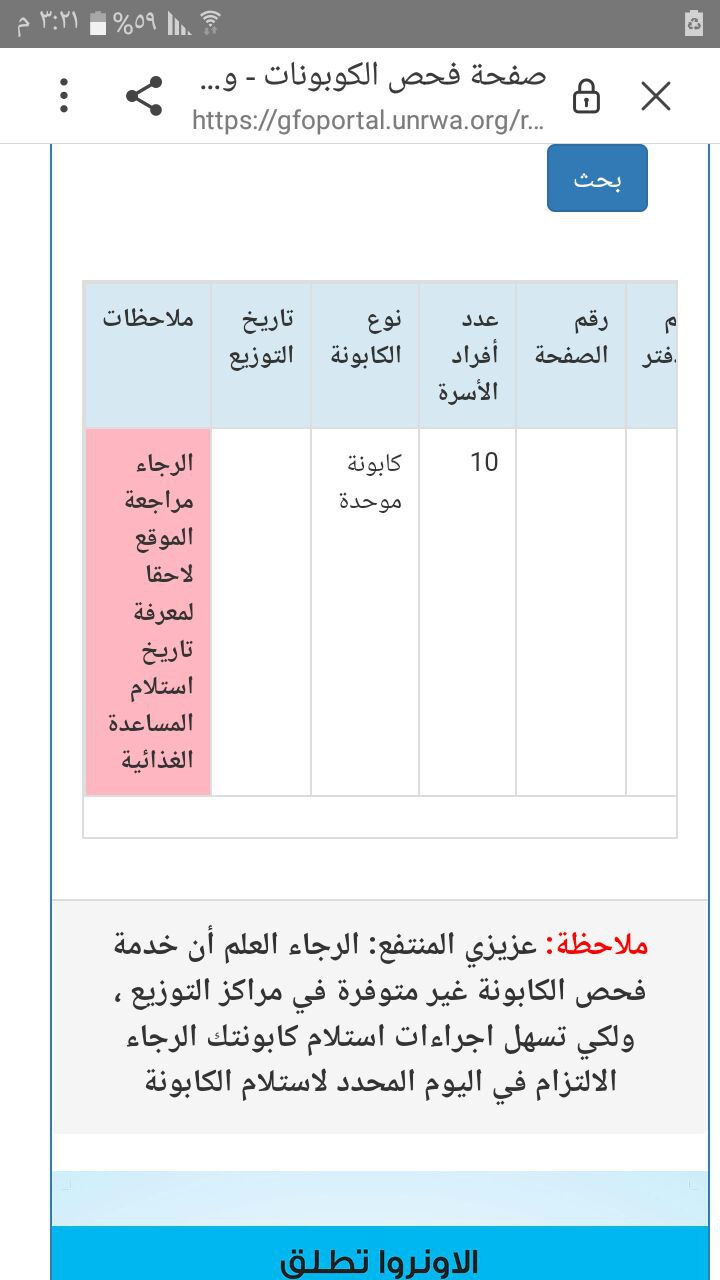 ٣:٢١ م
%٥٩
صفحة فحص الكوبونات - و...
https://gfoportal.unrwa.org/r...
بحث
رقم الصفحة
عدد أفراد الأسرة
نوع الكابونة
تاريخ التوزيع
ملاحظات
10
كابونة
موحدة
الرجاء
مراجعة
الموقع
لاحقا
لمعرفة
تاريخ
استلام
المساعدة
الغذائية
ملاحظة: عزيزي المنتفع: الرجاء العلم أن خدمة
فحص الكابونة غير متوفرة في مراكز التوزيع ،
ولكي تسهل اجراءات استلام كابونتك الرجاء
الالتزام في اليوم المحدد لاستلام الكابونة
الاونروا تطلق